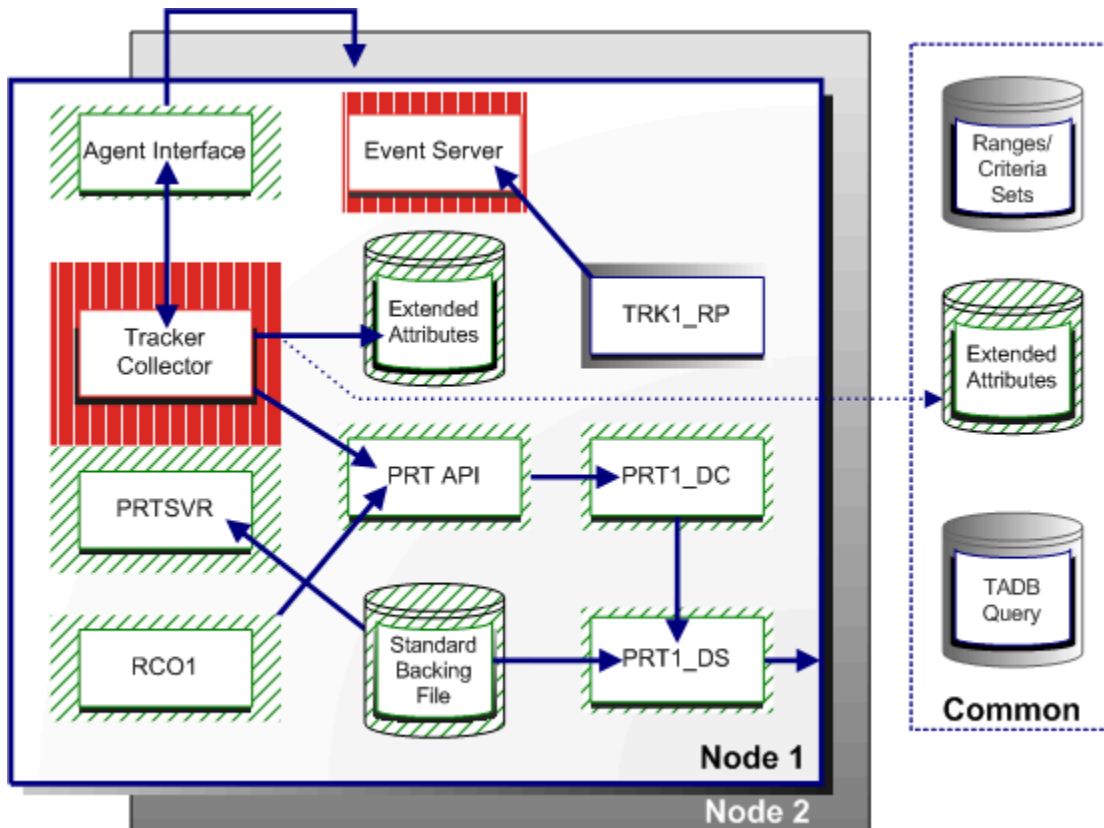 Agent Interface
Event Server
Ranges/
Criteria
Sets
Extended
Attributes
TRK1_RP
Tracker
Collector
Extended
Attributes
PRT API
PRT1_DC
PRTSVR
TADB
Query
Standard
Backing
File
PRT1_DS
RCO1
Common
Node 1
Node 2